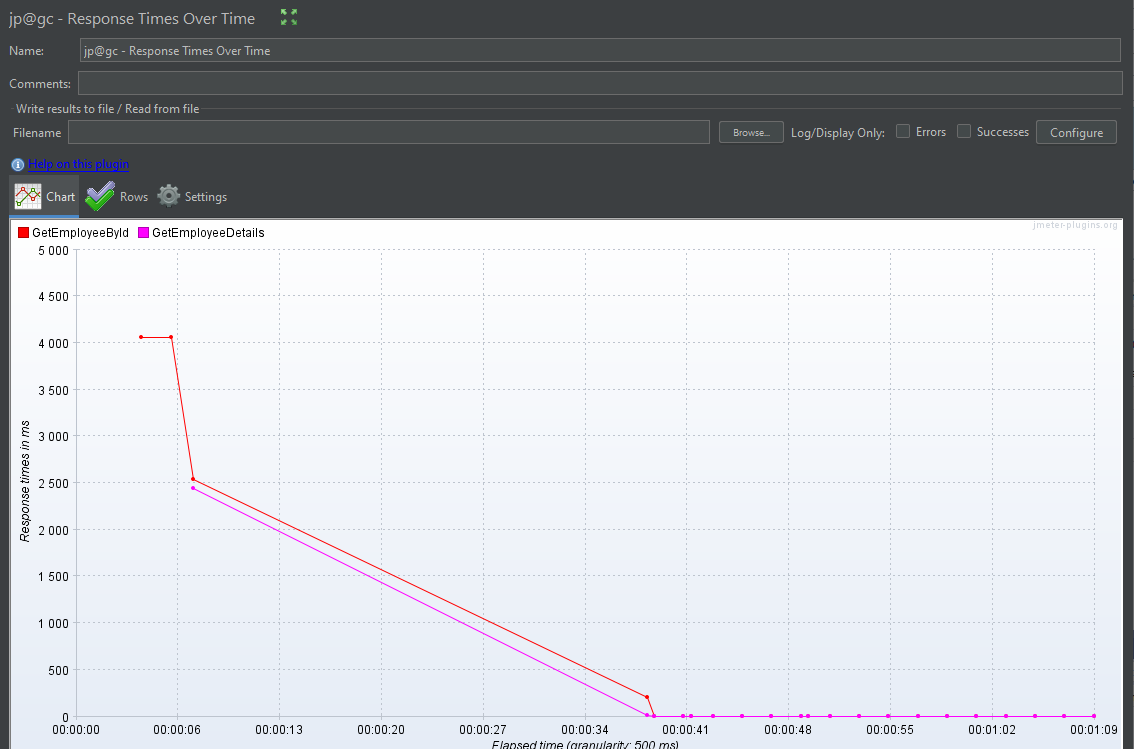 jp@gc - Response Times Over Time
Name: jp@gc - Response Times Over Time
Comments:
Write results to file / Read from file
Filename Browse... Log/Display Only: Errors Successes Configure
Help on this plugin
Chart Rows Settings
jmeter-plugins.org
GetEmployeeById GetEmployeeDetails
5 000
4 500
4 000
3 500
3 000
2 500
2 000
1 500
1 000
500
0
Response times in ms
00:00:00 00:00:06 00:00:13 00:00:20 00:00:27 00:00:34 00:00:41 00:00:48 00:00:55 00:01:02 00:01:09
Elapsed time (granularity: 500 ms)